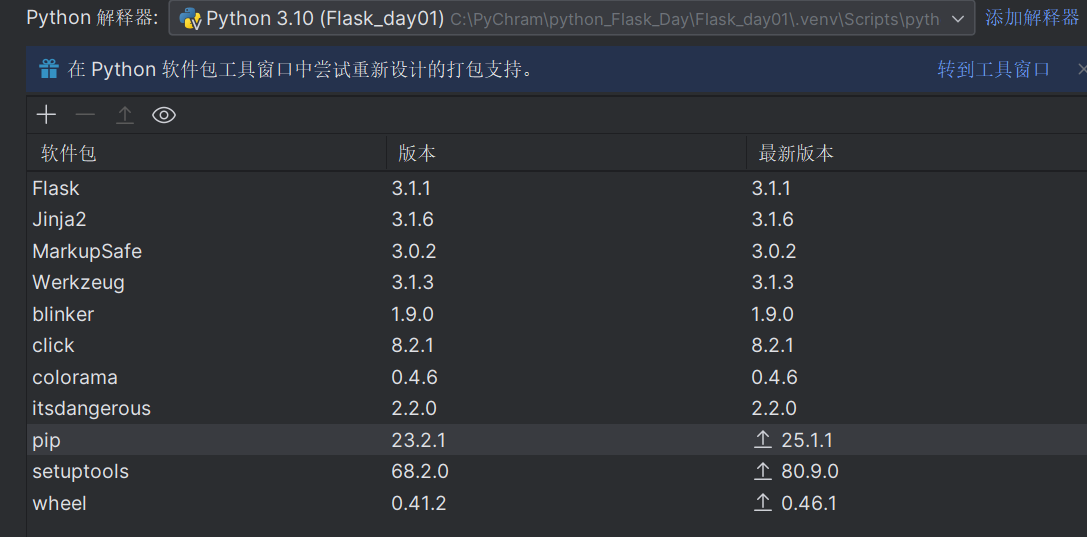 Python 解释器: Python 3.10 (Flask_day01) C:\PyChram\python_Flask_Day\Flask_day01\.venv\Scripts\pyth 添加解释器
在 Python 软件包工具窗口中尝试重新设计的打包支持。 转到工具窗口
软件包 版本 最新版本
Flask 3.1.1 3.1.1
Jinja2 3.1.6 3.1.6
MarkupSafe 3.0.2 3.0.2
Werkzeug 3.1.3 3.1.3
blinker 1.9.0 1.9.0
click 8.2.1 8.2.1
colorama 0.4.6 0.4.6
itsdangerous 2.2.0 2.2.0
pip 23.2.1 25.1.1
setuptools 68.2.0 80.9.0
wheel 0.41.2 0.46.1